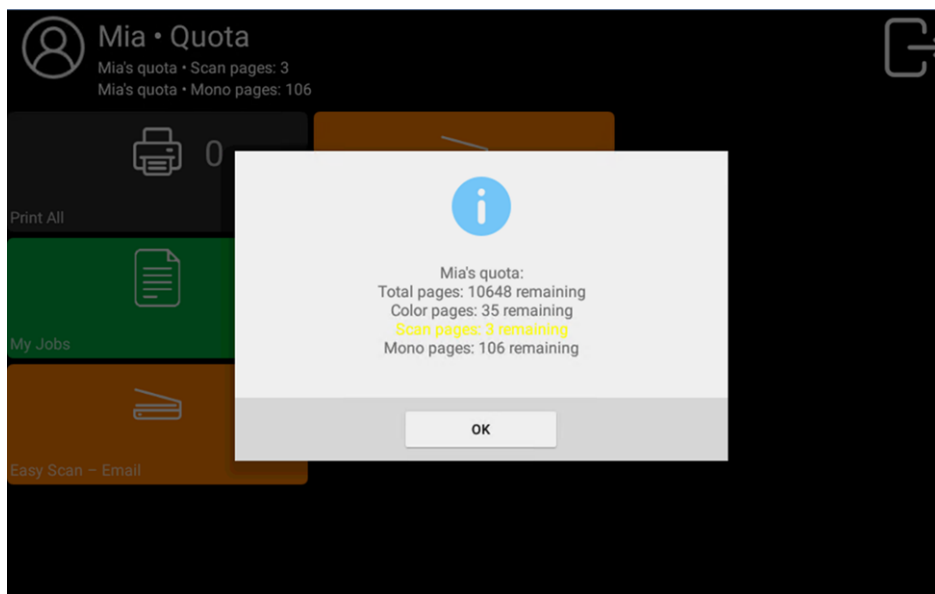 Mia • Quota
Mia's quota • Scan pages: 3
Mia's quota • Mono pages: 106
0
Print All
My Jobs
Easy Scan – Email
Mia's quota:
Total pages: 10648 remaining
Color pages: 35 remaining
Scan pages: 3 remaining
Mono pages: 106 remaining
OK